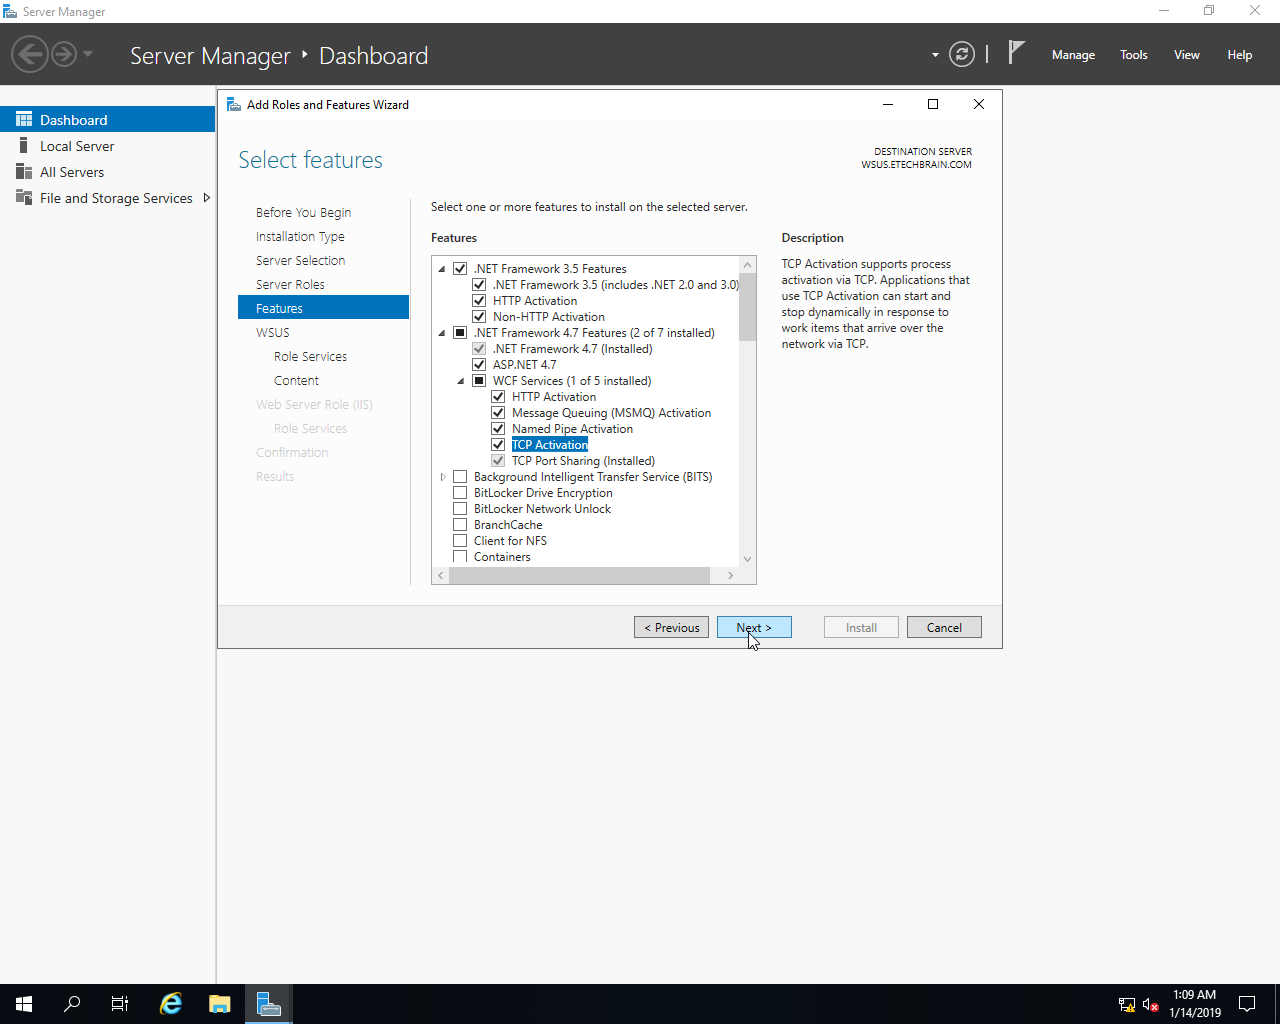 Server Manager
Server Manager
Dashboard
Manage
Tools
View
Help
Dashboard
Local Server
All Servers
File and Storage Services
Add Roles and Features Wizard
Select features
DESTINATION SERVER
WSUS.ETECHBRAIN.COM
Before You Begin
Installation Type
Server Selection
Server Roles
Features
WSUS
Role Services
Content
Web Server Role (IIS)
Role Services
Confirmation
Results
Select one or more features to install on the selected server.
Features
.NET Framework 3.5 Features
.NET Framework 3.5 (includes .NET 2.0 and 3.0)
HTTP Activation
Non-HTTP Activation
.NET Framework 4.7 Features (2 of 7 installed)
.NET Framework 4.7 (Installed)
ASP.NET 4.7
WCF Services (1 of 5 installed)
HTTP Activation
Message Queuing (MSMQ) Activation
Named Pipe Activation
TCP Activation
TCP Port Sharing (Installed)
Background Intelligent Transfer Service (BITS)
BitLocker Drive Encryption
BitLocker Network Unlock
BranchCache
Client for NFS
Containers
Description
TCP Activation supports process
activation via TCP. Applications that
use TCP Activation can start and
stop dynamically in response to
work items that arrive over the
network via TCP.
< Previous
Next >
Install
Cancel
1:09 AM
1/14/2019